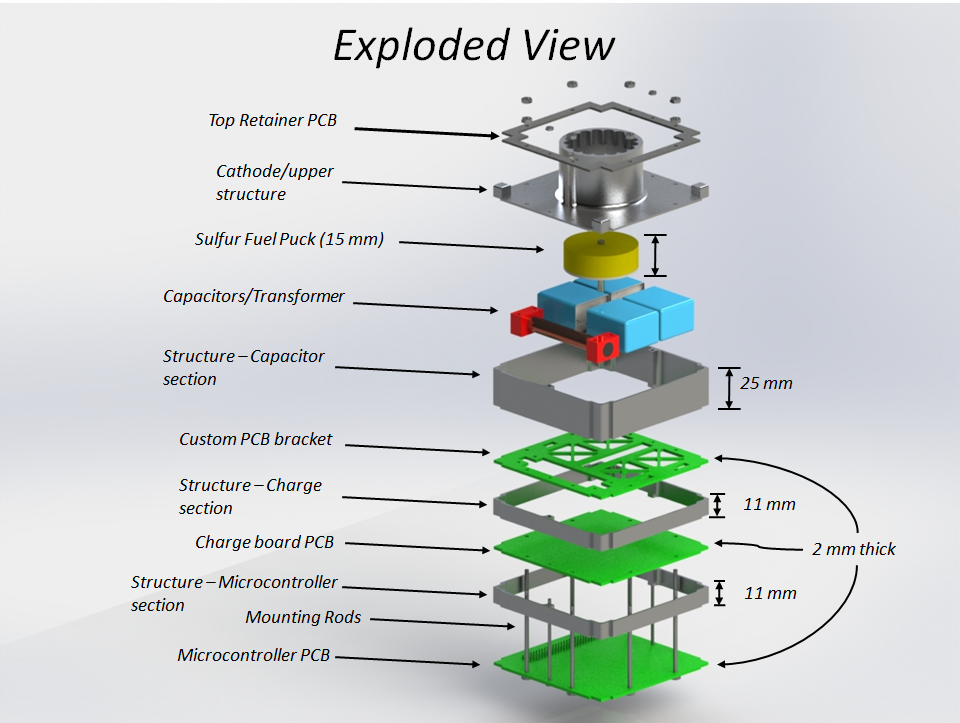 Exploded View
Top Retainer PCB
Cathode/upper
structure
Sulfur Fuel Puck (15 mm)
Capacitors/Transformer
Structure – Capacitor
section
25 mm
Custom PCB bracket
Structure – Charge
section
11 mm
Charge board PCB
2 mm thick
Structure – Microcontroller
section
11 mm
Mounting Rods
Microcontroller PCB